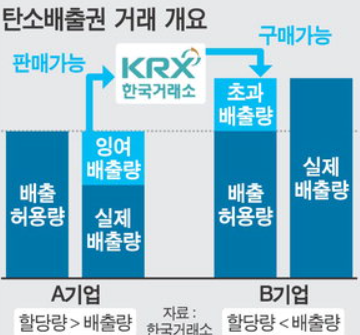 탄소배출권 거래 개요
판매가능
구매가능
KRX
한국거래소
잉여
배출량
초과
배출량
배출
허용량
실제
배출량
배출
허용량
실제
배출량
A기업
B기업
할당량 > 배출량
자료 :
한국거래소
할당량 < 배출량